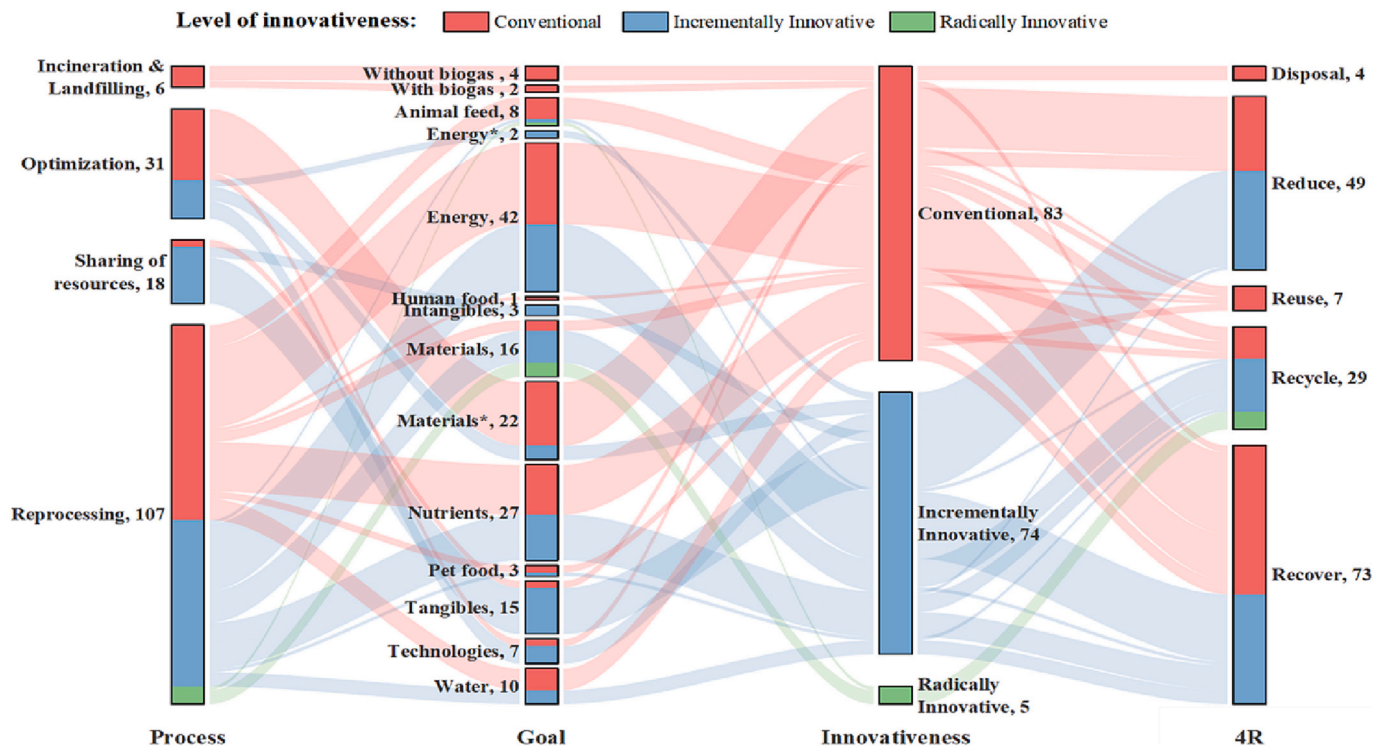 Level of innovativeness: Conventional Incrementally Innovative Radically Innovative
Incineration &
Landfilling, 6
Optimization, 31
Sharing of
resources, 18
Reprocessing, 107
Without biogas , 4
With biogas, 2
Animal feed, 8
Energy*, 2
Energy, 42
Human food, 1
Intangibles, 3
Materials, 16
Materials*, 22
Nutrients, 27
Pet food, 3
Tangibles, 15
Technologies, 7
Water, 10
Conventional, 83
Incrementally
Innovative, 74
Radically
Innovative, 5
Disposal, 4
Reduce, 49
Reuse, 7
Recycle, 29
Recover, 73
Process Goal Innovativeness 4R